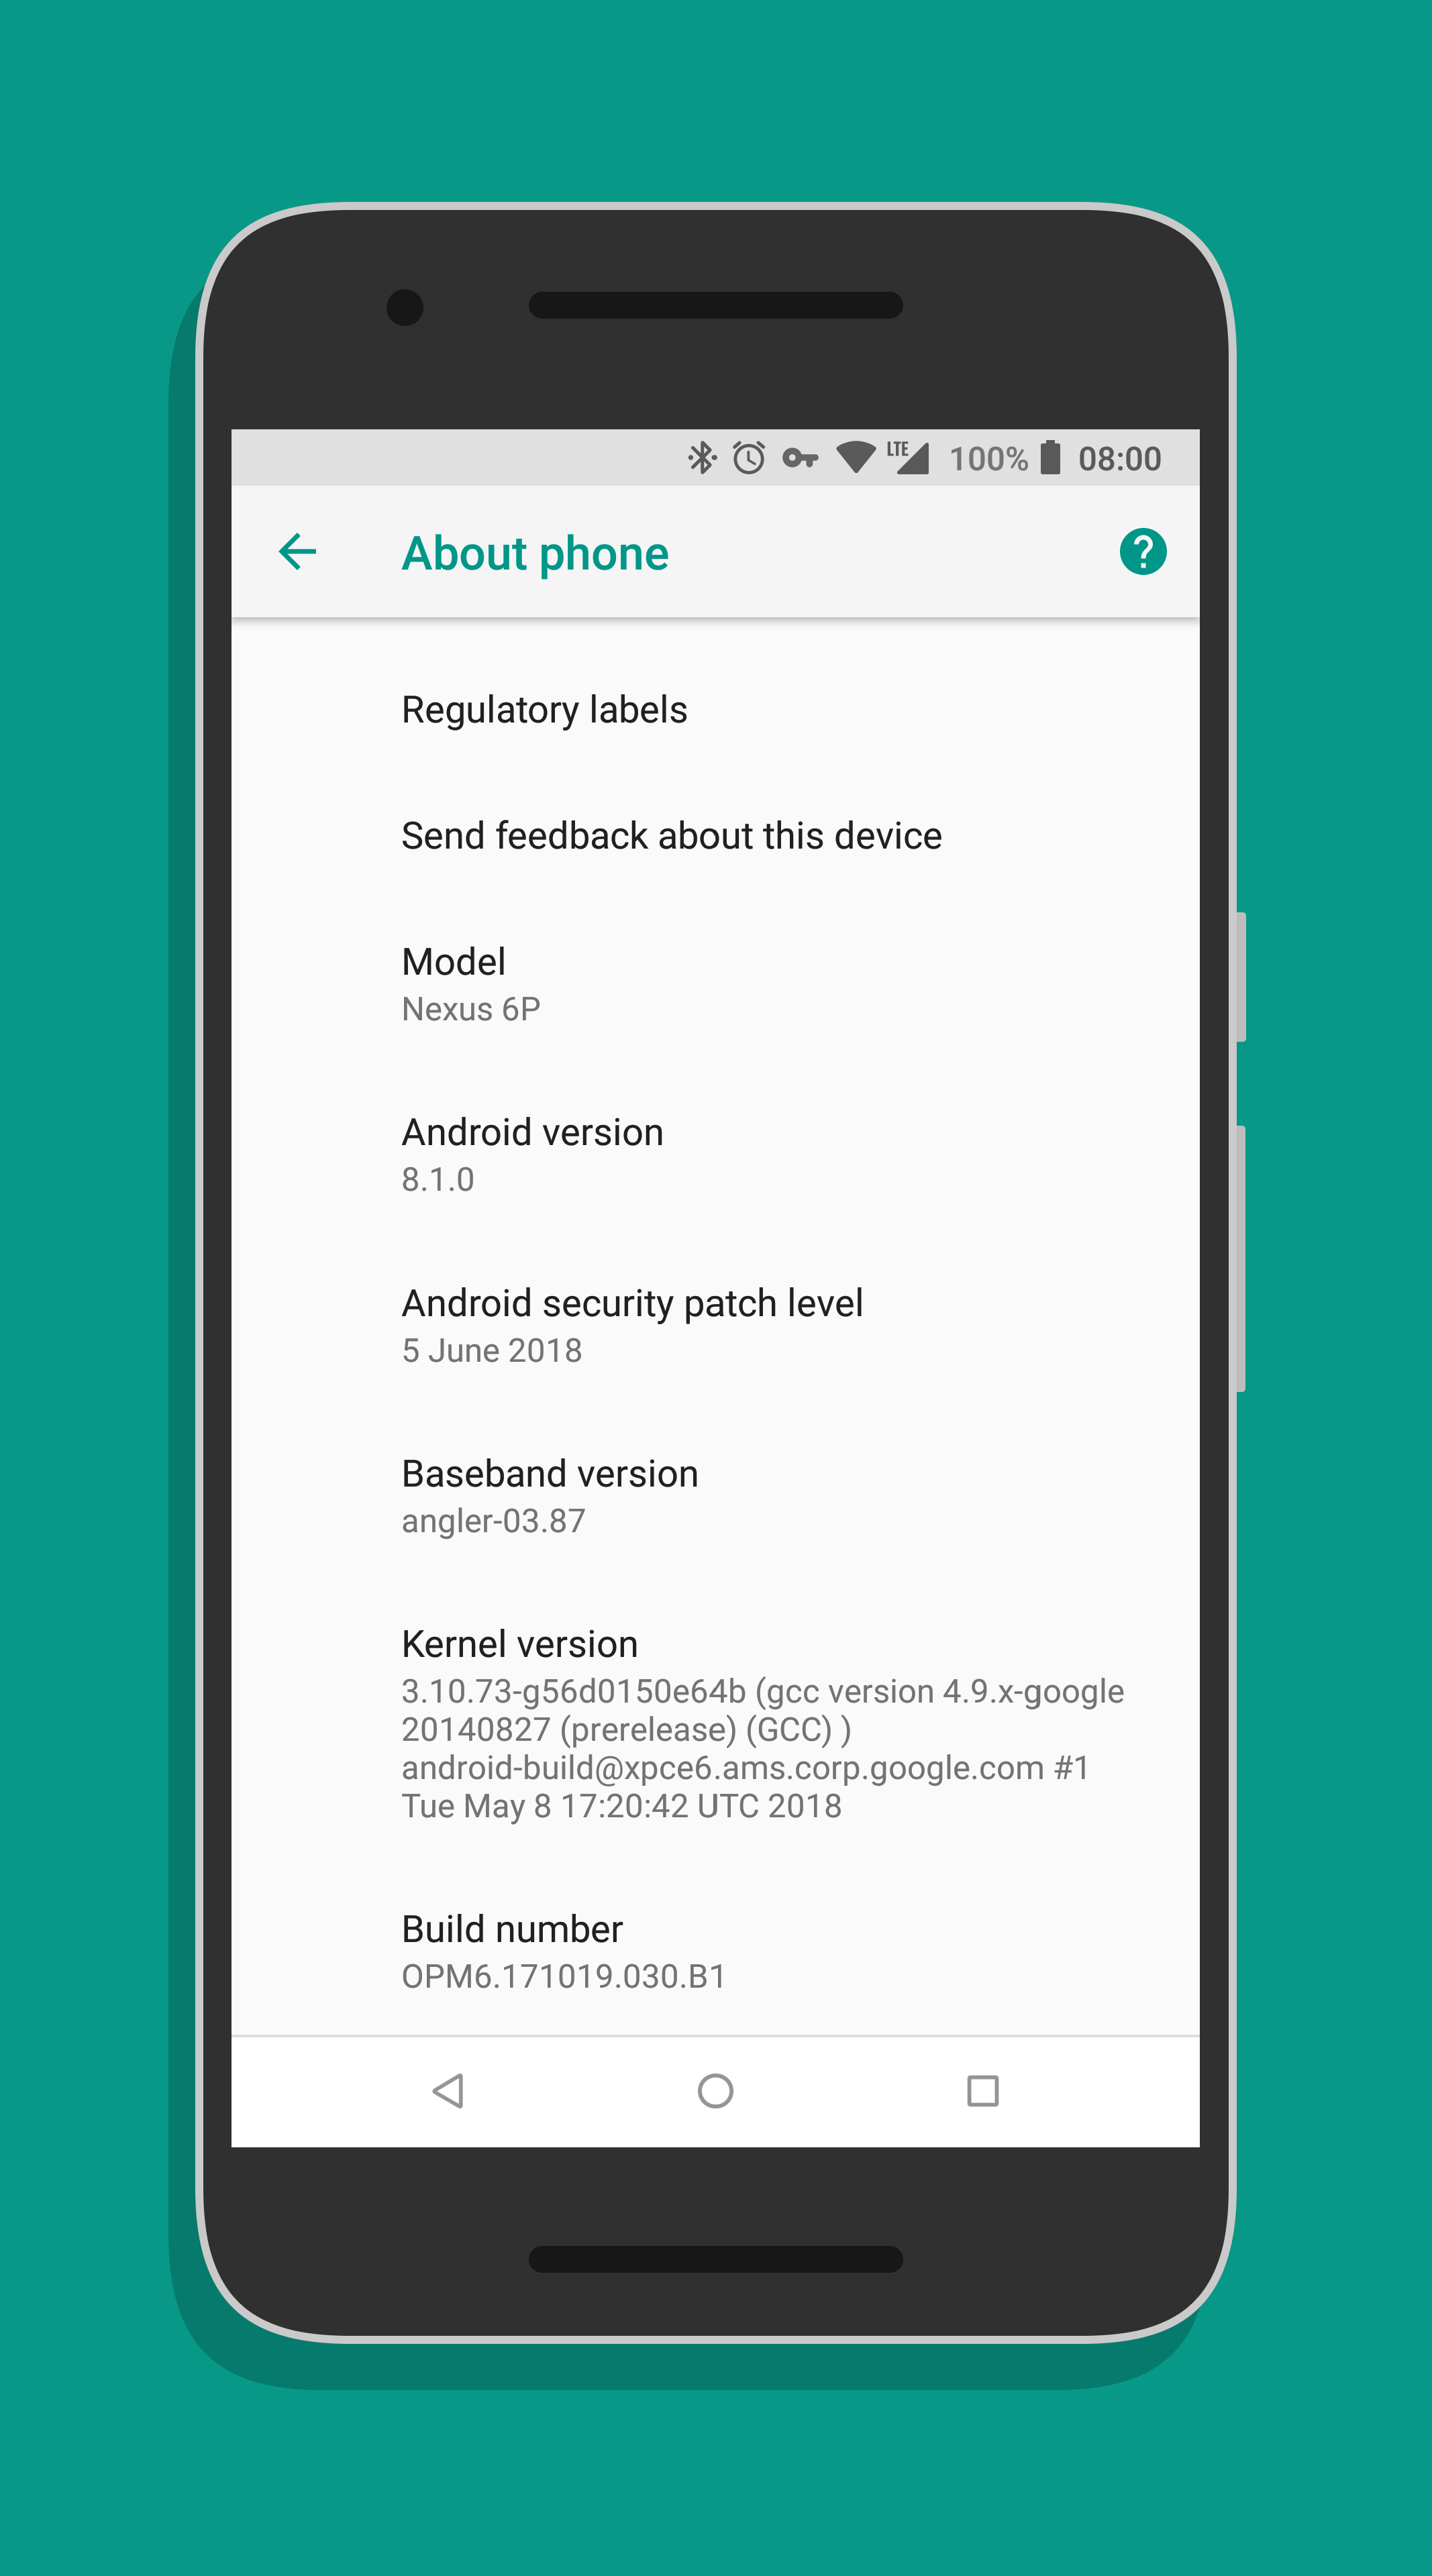 LTE 100% 08:00
About phone ?
Regulatory labels
Send feedback about this device
Model
Nexus 6P
Android version
8.1.0
Android security patch level
5 June 2018
Baseband version
angler-03.87
Kernel version
3.10.73-g56d0150e64b (gcc version 4.9.x-google
20140827 (prerelease) (GCC) )
android-build@xpce6.ams.corp.google.com #1
Tue May 8 17:20:42 UTC 2018
Build number
OPM6.171019.030.B1